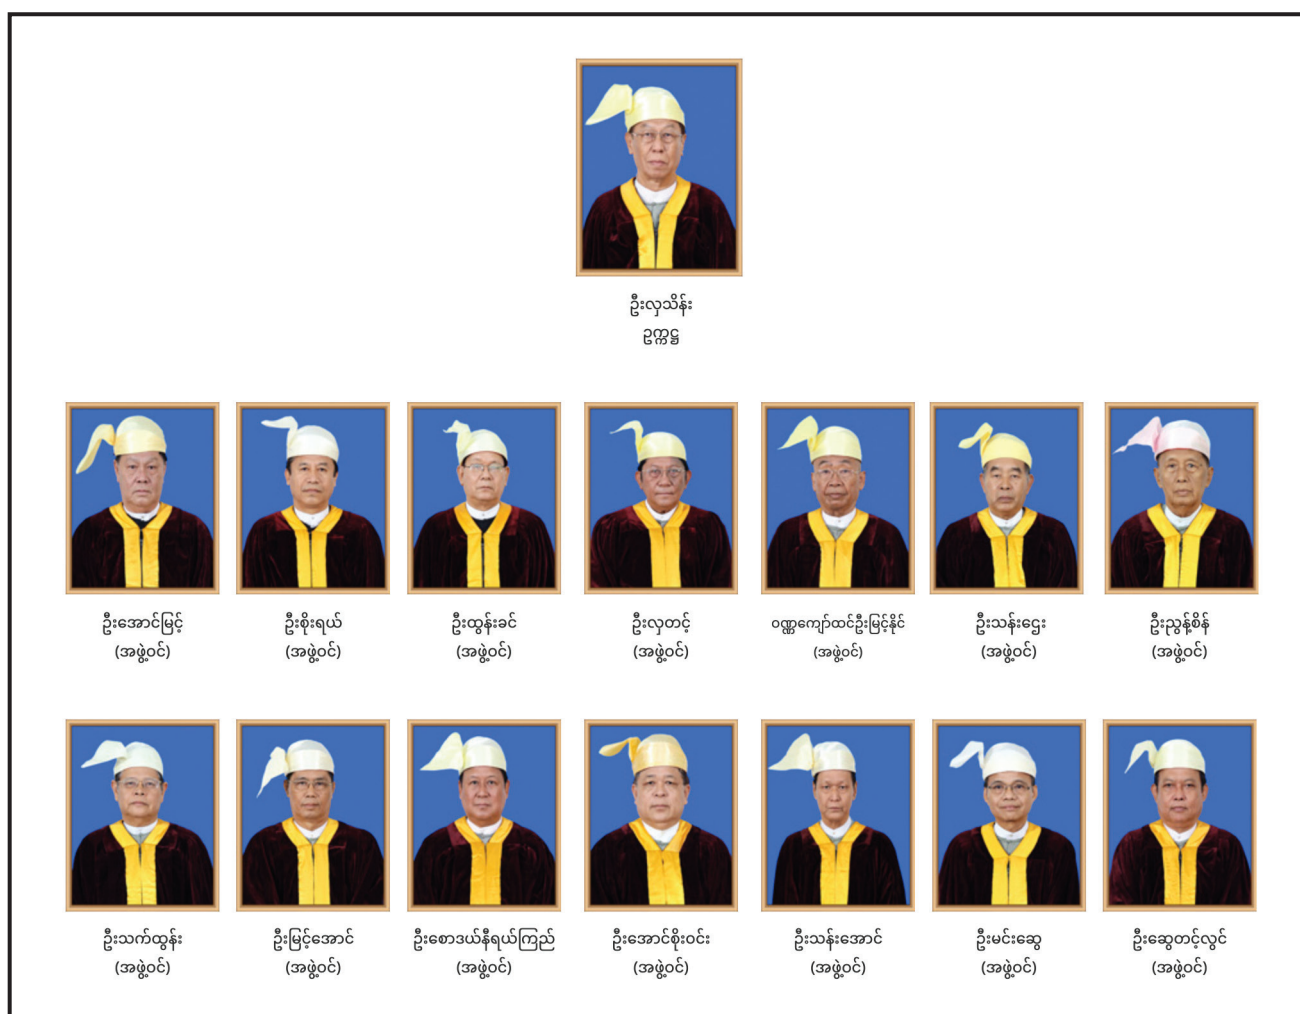 ဦးလှသိန်း
ဥက္ကဋ္ဌ
ဦးအောင်မြင့် ဦးစိုးရယ် ဦးထွန်းခင် ဦးလှတင့် ဝဏ္ဏကျော်ထင်ဦးမြင့်နိုင် ဦးသန်းဌေး ဦးညွန့်စိန်
(အဖွဲ့ဝင်) (အဖွဲ့ဝင်) (အဖွဲ့ဝင်) (အဖွဲ့ဝင်) (အဖွဲ့ဝင်) (အဖွဲ့ဝင်) (အဖွဲ့ဝင်)
ဦးသက်ထွန်း ဦးမြင့်အောင် ဦးစောဒယ်နီရယ်ကြည် ဦးအောင်စိုးဝင်း ဦးသန်းအောင် ဦးမင်းဆွေ ဦးဆွေတင့်လွင်
(အဖွဲ့ဝင်) (အဖွဲ့ဝင်) (အဖွဲ့ဝင်) (အဖွဲ့ဝင်) (အဖွဲ့ဝင်) (အဖွဲ့ဝင်) (အဖွဲ့ဝင်)